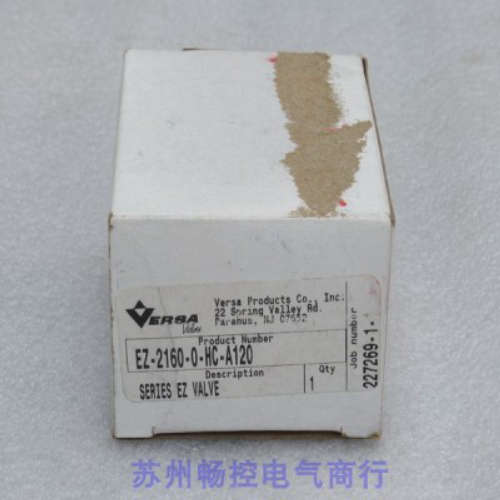 VERSA
Valves
Versa Products Co., Inc.
22 Spring Valley Rd.
Paramus, NJ 07652
Product Number
EZ-2160-0-HC-A120
Description
SERIES EZ VALVE
Qty
1
Job number
227269-1-
苏州畅控电气商行